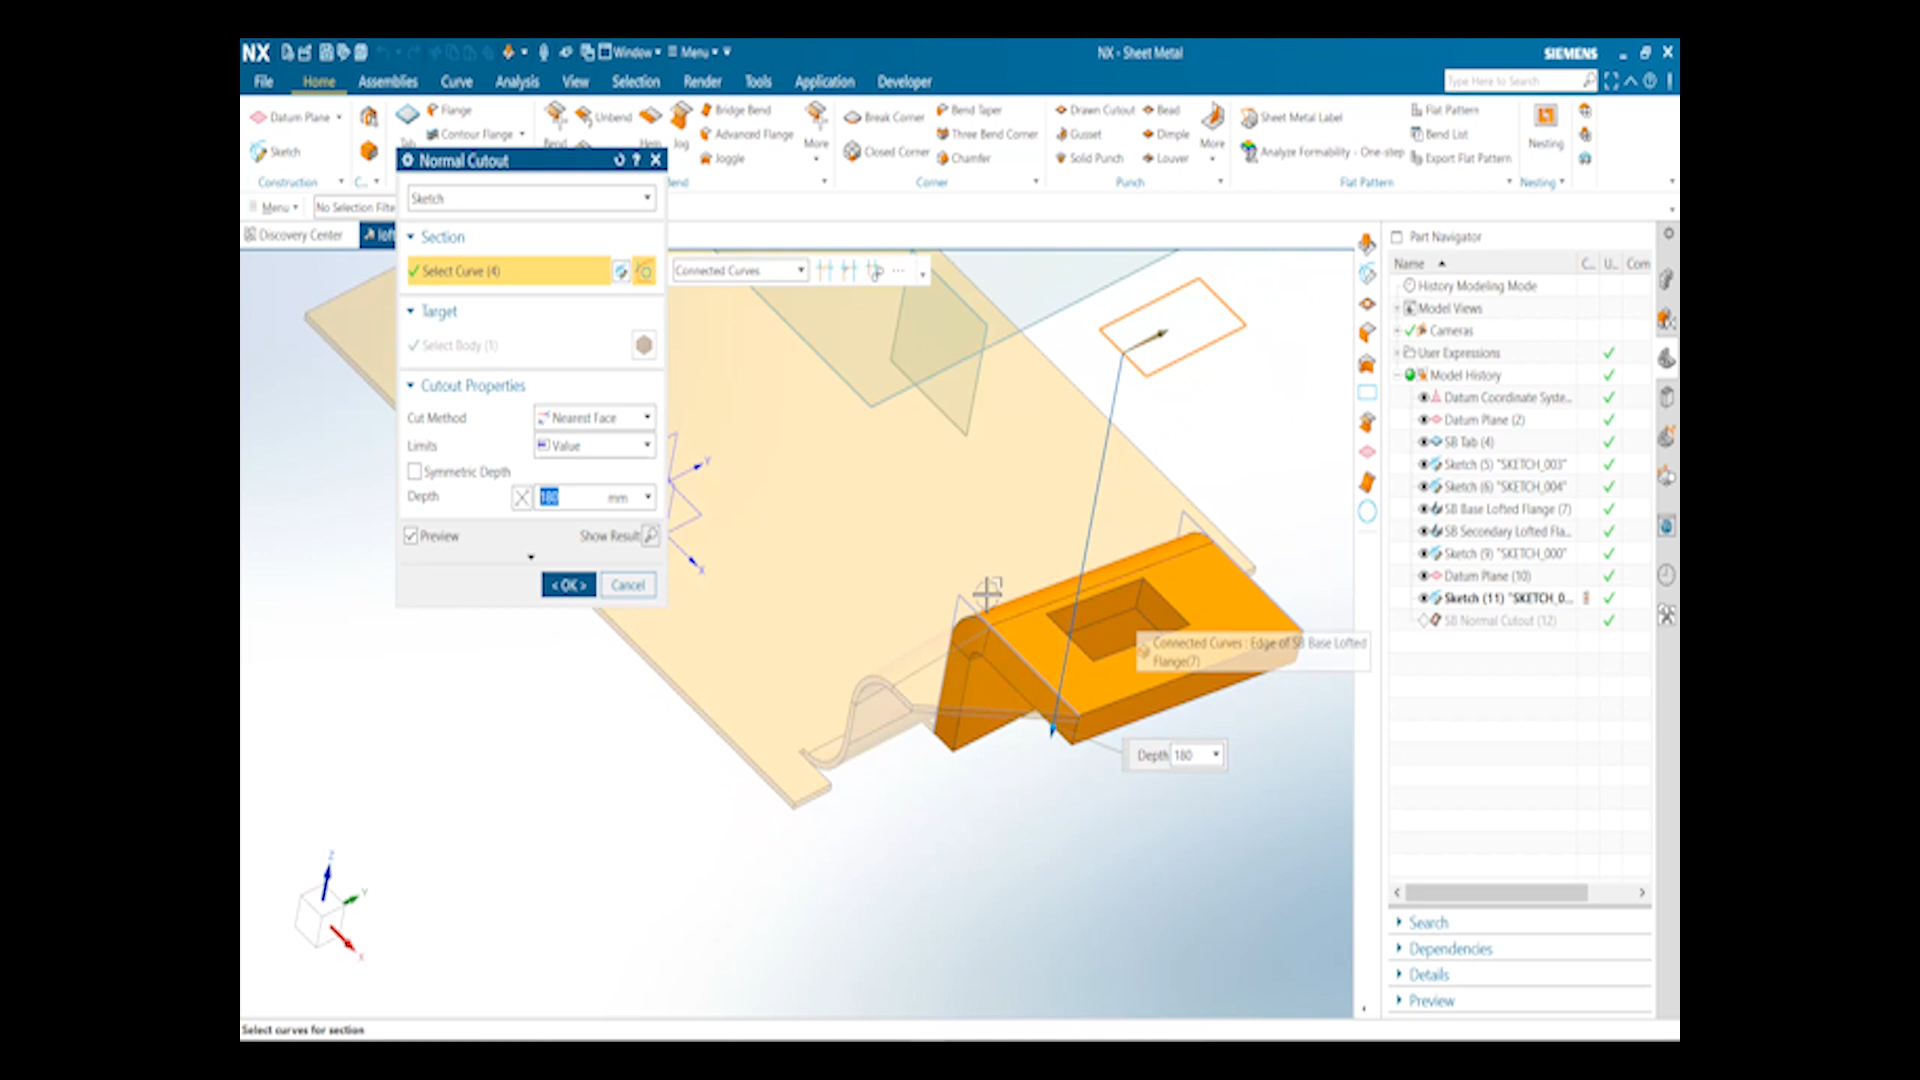 NX
Window
Menu
NX - Sheet Metal
SIEMENS
File
Home
Assemblies
Curve
Analysis
View
Selection
Render
Tools
Application
Developer
Type Here to Search
Datum Plane
Sketch
Construction
Tab
Flange
Contour Flange
Unbend
Bend
Hem
Jog
Bridge Bend
Advanced Flange
Joggle
More
Break Corner
Closed Corner
Bend Taper
Three Bend Corner
Chamfer
Corner
Drawn Cutout
Bead
Gusset
Dimple
Solid Punch
Louver
More
Punch
Sheet Metal Label
Analyze Formability - One-step
Flat Pattern
Bend List
Export Flat Pattern
Flat Pattern
Nesting
Nesting
Menu
No Selection Filte
Discovery Center
loft
Normal Cutout
Sketch
Section
Select Curve (4)
Target
Select Body (1)
Cutout Properties
Cut Method
Nearest Face
Limits
Value
Symmetric Depth
Depth
180
mm
Preview
Show Result
< OK >
Cancel
Connected Curves
Y
X
Connected Curves : Edge of SB Base Lofted
Flange(7)
Depth
180
Z
Y
X
Part Navigator
Name
C...
U...
Com
History Modeling Mode
Model Views
Cameras
User Expressions
Model History
Datum Coordinate Syste...
Datum Plane (2)
SB Tab (4)
Sketch (5) "SKETCH_003"
Sketch (6) "SKETCH_004"
SB Base Lofted Flange (7)
SB Secondary Lofted Fla...
Sketch (9) "SKETCH_000"
Datum Plane (10)
Sketch (11) "SKETCH_0...
SB Normal Cutout (12)
Search
Dependencies
Details
Preview
Select curves for section